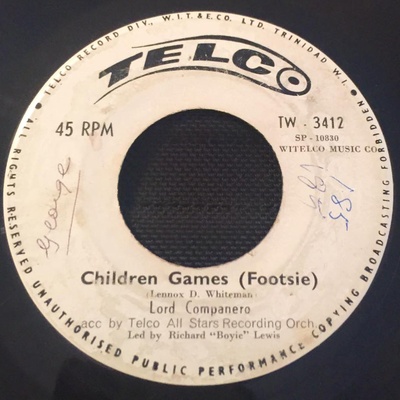 TELCO RECORD DIV., W.I.T.& E.CO. LTD., TRINIDAD W.I.
TELCO
45 RPM
TW - 3412
SP - 10830
WITELCO MUSIC CO
George
Children Games (Footsie)
(Lennox D. Whiteman)
Lord Companero
acc by Telco All Stars Recording Orch
Led by Richard "Boyie" Lewis
ALL RIGHTS RESERVED UNAUTHORISED PUBLIC PERFORMANCE COPYING BROADCASTING FORBIDDEN